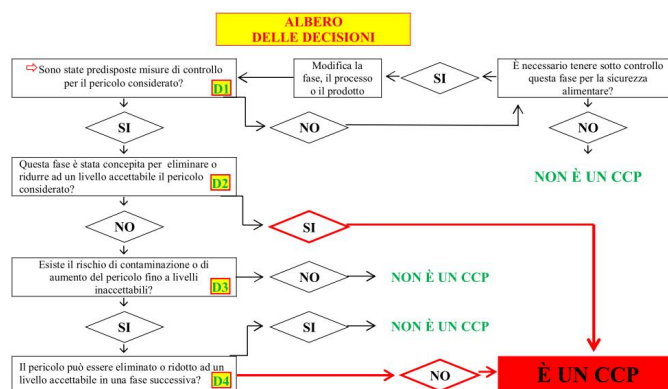 ALBERO
DELLE DECISIONI
⇨Sono state predisposte misure di controllo
per il pericolo considerato?
D1
Modifica la
fase, il processo
o il prodotto
SI
È necessario tenere sotto controllo
questa fase per la sicurezza
alimentare?
SI
NO
NO
NON È UN CCP
Questa fase è stata concepita per eliminare o
ridurre ad un livello accettabile il pericolo
considerato?
D2
NO
SI
Esiste il rischio di contaminazione o di
aumento del pericolo fino a livelli
inaccettabili?
D3
NO
NON È UN CCP
SI
SI
NON È UN CCP
Il pericolo può essere eliminato o ridotto ad un
livello accettabile in una fase successiva?
D4
NO
È UN CCP